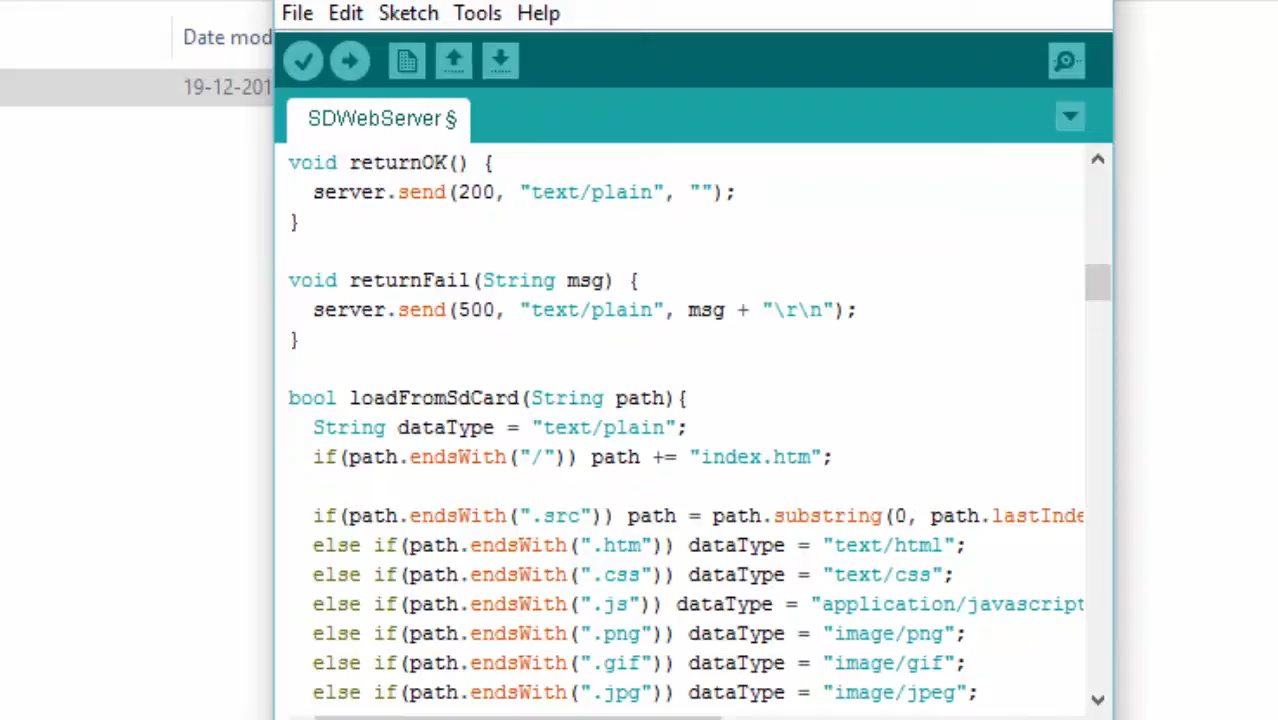 File Edit Sketch Tools Help
Date mod
19-12-201
SDWebServer §
void returnOK() {
  server.send(200, "text/plain", "");
}
void returnFail(String msg) {
  server.send(500, "text/plain", msg + "\r\n");
}
bool loadFromSdCard(String path){
  String dataType = "text/plain";
  if(path.endsWith("/")) path += "index.htm";
  if(path.endsWith(".src")) path = path.substring(0, path.lastInde
  else if(path.endsWith(".htm")) dataType = "text/html";
  else if(path.endsWith(".css")) dataType = "text/css";
  else if(path.endsWith(".js")) dataType = "application/javascript
  else if(path.endsWith(".png")) dataType = "image/png";
  else if(path.endsWith(".gif")) dataType = "image/gif";
  else if(path.endsWith(".jpg")) dataType = "image/jpeg";